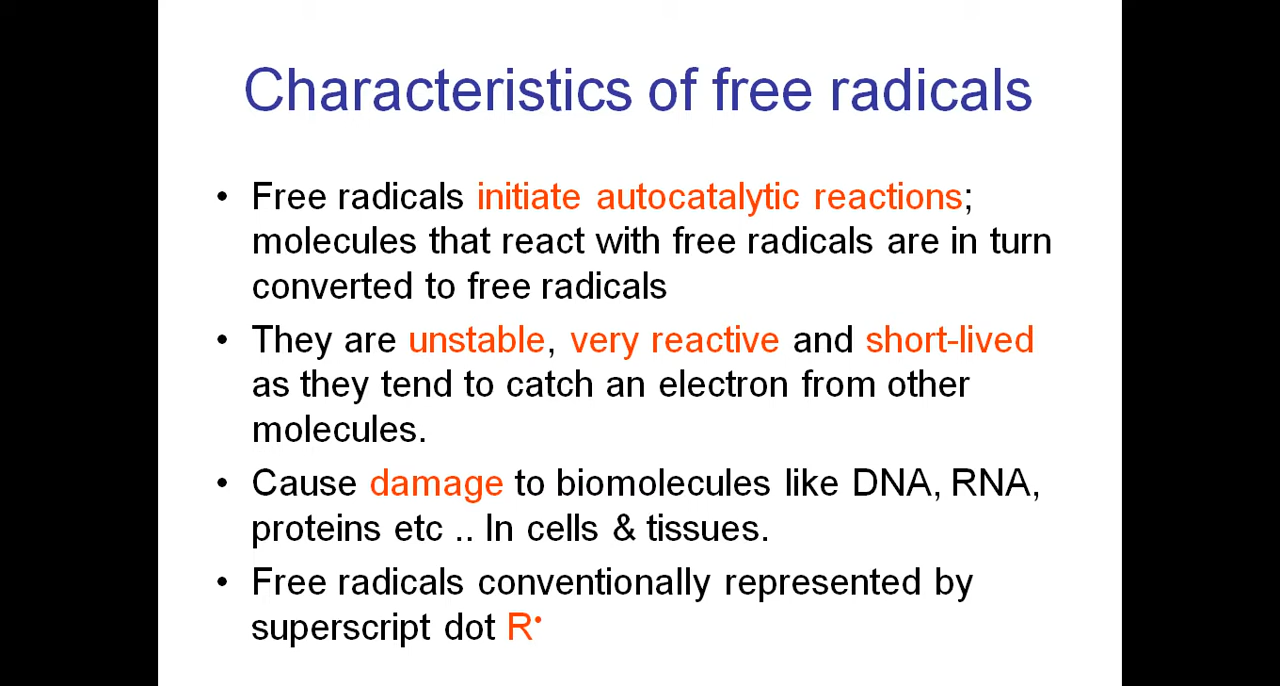 Characteristics of free radicals
• Free radicals initiate autocatalytic reactions;
molecules that react with free radicals are in turn
converted to free radicals
• They are unstable, very reactive and short-lived
as they tend to catch an electron from other
molecules.
• Cause damage to biomolecules like DNA, RNA,
proteins etc .. In cells & tissues.
• Free radicals conventionally represented by
superscript dot R•